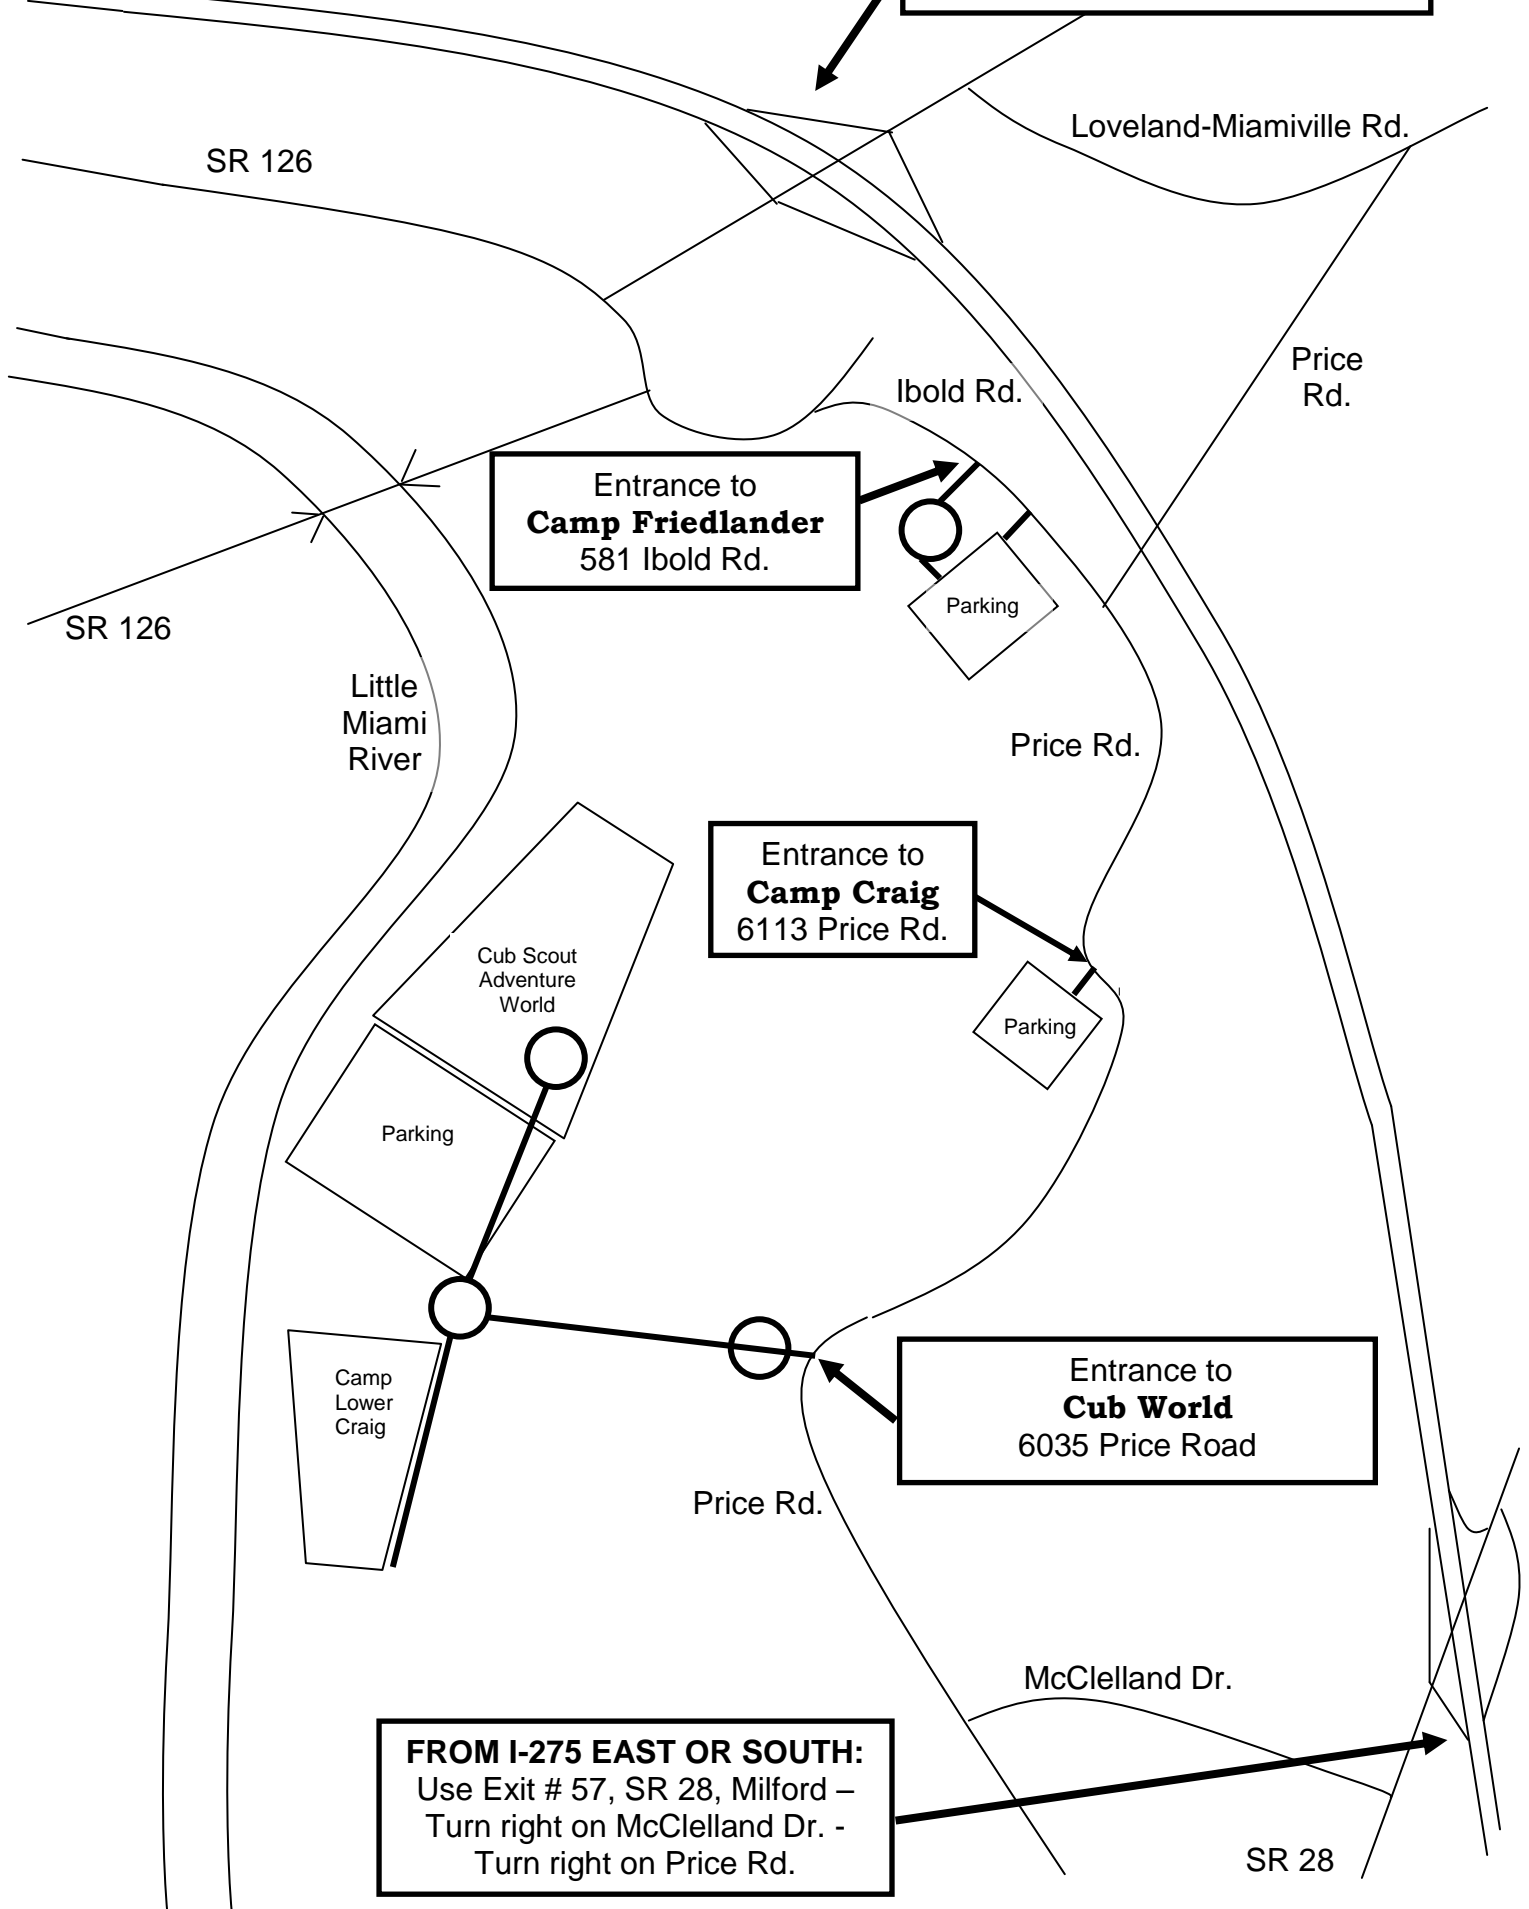 Loveland-Miamiville Rd.
SR 126
Price
Rd.
Ibold Rd.
Entrance to
Camp Friedlander
581 Ibold Rd.
Parking
SR 126
Little
Miami
River
Price Rd.
Entrance to
Camp Craig
6113 Price Rd.
Cub Scout
Adventure
World
Parking
Parking
Entrance to
Cub World
6035 Price Road
Camp
Lower
Craig
Price Rd.
McClelland Dr.
FROM I-275 EAST OR SOUTH:
Use Exit # 57, SR 28, Milford –
Turn right on McClelland Dr. -
Turn right on Price Rd.
SR 28